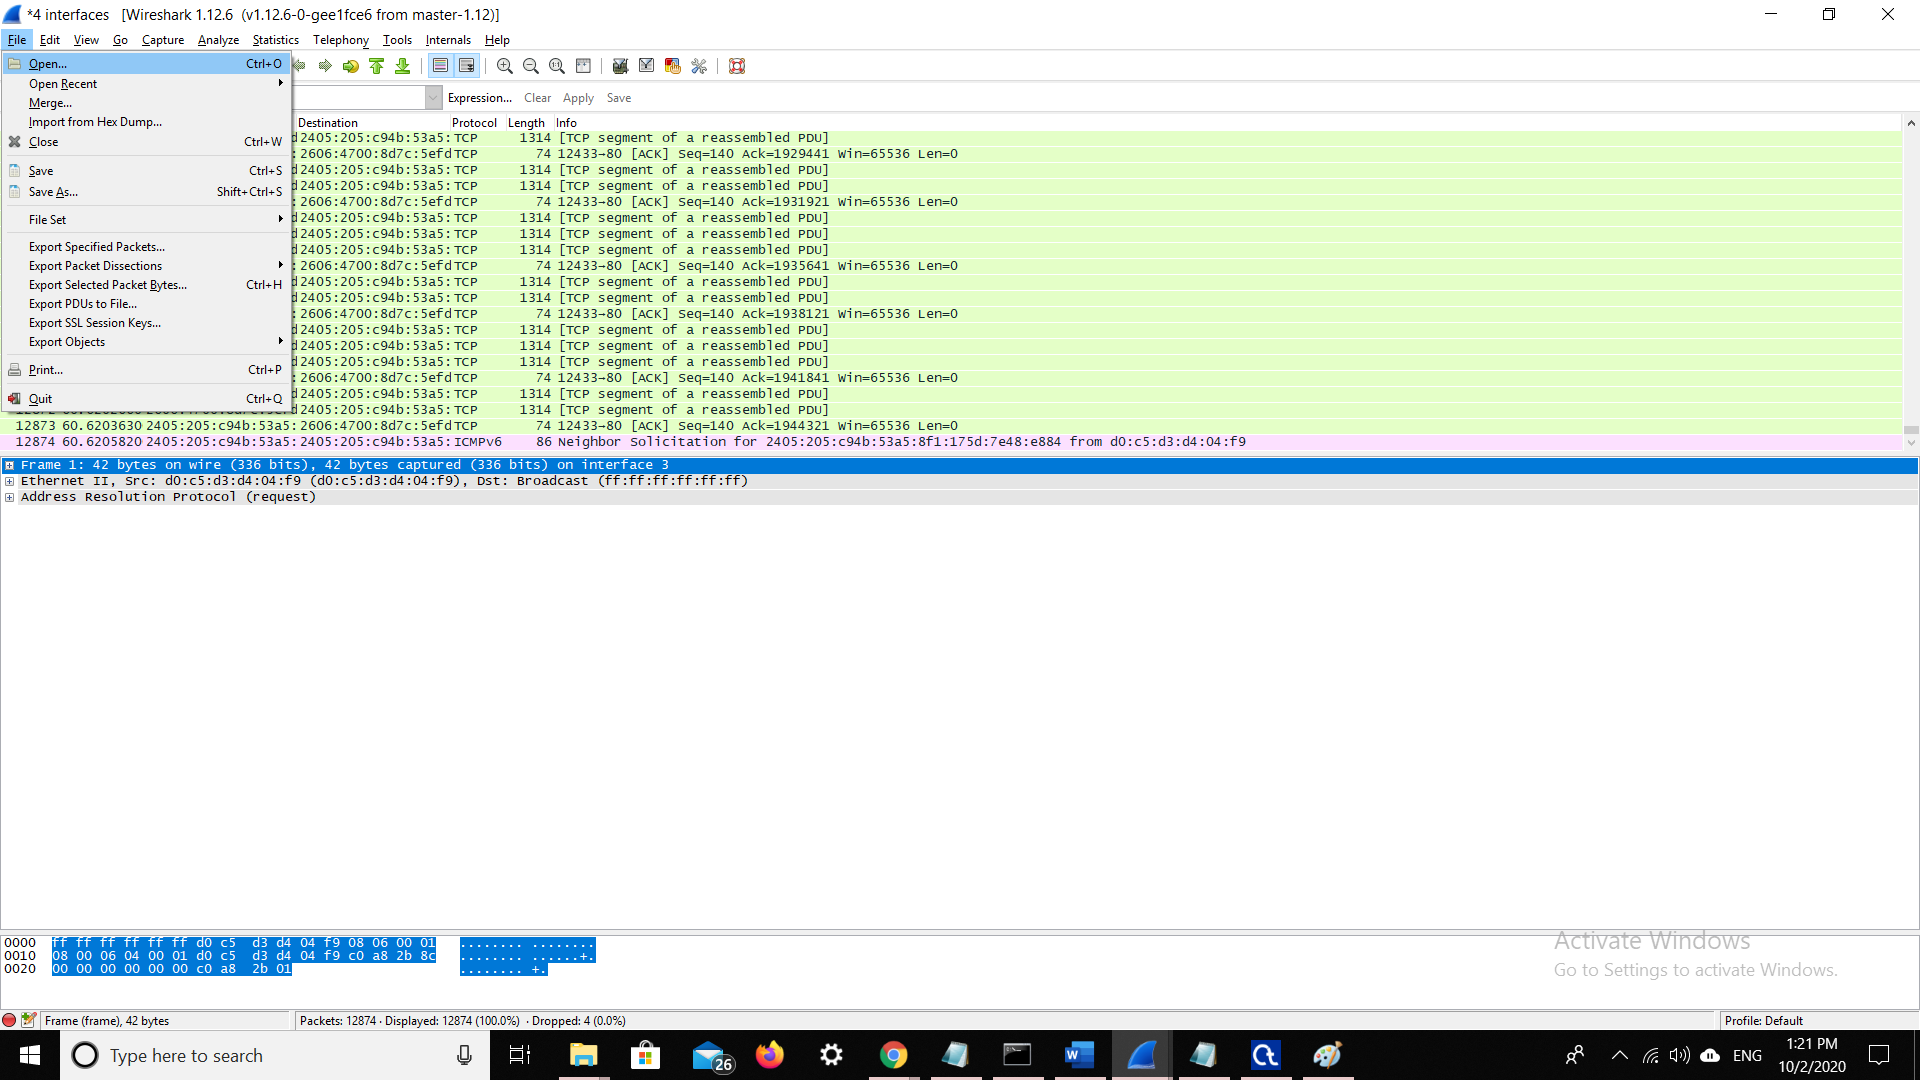 *4 interfaces   [Wireshark 1.12.6  (v1.12.6-0-gee1fce6 from master-1.12)]
File Edit View Go Capture Analyze Statistics Telephony Tools Internals Help
Open... Ctrl+O
Open Recent
Merge...
Import from Hex Dump...
Close Ctrl+W
Save Ctrl+S
Save As... Shift+Ctrl+S
File Set
Export Specified Packets...
Export Packet Dissections
Export Selected Packet Bytes... Ctrl+H
Export PDUs to File...
Export SSL Session Keys...
Export Objects
Print... Ctrl+P
Quit Ctrl+Q
Expression... Clear Apply Save
Destination Protocol Length Info
2405:205:c94b:53a5: TCP 1314 [TCP segment of a reassembled PDU]
2606:4700:8d7c:5efd TCP 74 12433→80 [ACK] Seq=140 Ack=1929441 Win=65536 Len=0
2405:205:c94b:53a5: TCP 1314 [TCP segment of a reassembled PDU]
2405:205:c94b:53a5: TCP 1314 [TCP segment of a reassembled PDU]
2606:4700:8d7c:5efd TCP 74 12433→80 [ACK] Seq=140 Ack=1931921 Win=65536 Len=0
2405:205:c94b:53a5: TCP 1314 [TCP segment of a reassembled PDU]
2405:205:c94b:53a5: TCP 1314 [TCP segment of a reassembled PDU]
2405:205:c94b:53a5: TCP 1314 [TCP segment of a reassembled PDU]
2606:4700:8d7c:5efd TCP 74 12433→80 [ACK] Seq=140 Ack=1935641 Win=65536 Len=0
2405:205:c94b:53a5: TCP 1314 [TCP segment of a reassembled PDU]
2405:205:c94b:53a5: TCP 1314 [TCP segment of a reassembled PDU]
2606:4700:8d7c:5efd TCP 74 12433→80 [ACK] Seq=140 Ack=1938121 Win=65536 Len=0
2405:205:c94b:53a5: TCP 1314 [TCP segment of a reassembled PDU]
2405:205:c94b:53a5: TCP 1314 [TCP segment of a reassembled PDU]
2405:205:c94b:53a5: TCP 1314 [TCP segment of a reassembled PDU]
2606:4700:8d7c:5efd TCP 74 12433→80 [ACK] Seq=140 Ack=1941841 Win=65536 Len=0
2405:205:c94b:53a5: TCP 1314 [TCP segment of a reassembled PDU]
2405:205:c94b:53a5: TCP 1314 [TCP segment of a reassembled PDU]
12873 60.6203630 2405:205:c94b:53a5: 2606:4700:8d7c:5efd TCP 74 12433→80 [ACK] Seq=140 Ack=1944321 Win=65536 Len=0
12874 60.6205820 2405:205:c94b:53a5: 2405:205:c94b:53a5: ICMPv6 86 Neighbor Solicitation for 2405:205:c94b:53a5:8f1:175d:7e48:e884 from d0:c5:d3:d4:04:f9
Frame 1: 42 bytes on wire (336 bits), 42 bytes captured (336 bits) on interface 3
Ethernet II, Src: d0:c5:d3:d4:04:f9 (d0:c5:d3:d4:04:f9), Dst: Broadcast (ff:ff:ff:ff:ff:ff)
Address Resolution Protocol (request)
0000 ff ff ff ff ff ff d0 c5 d3 d4 04 f9 08 06 00 01 ........ ........
0010 08 00 06 04 00 01 d0 c5 d3 d4 04 f9 c0 a8 2b 8c ........ ......+.
0020 00 00 00 00 00 00 c0 a8 2b 01 ........ +.
Activate Windows
Go to Settings to activate Windows.
Frame (frame), 42 bytes Packets: 12874 · Displayed: 12874 (100.0%) · Dropped: 4 (0.0%) Profile: Default
Type here to search 26 ENG 1:21 PM
10/2/2020